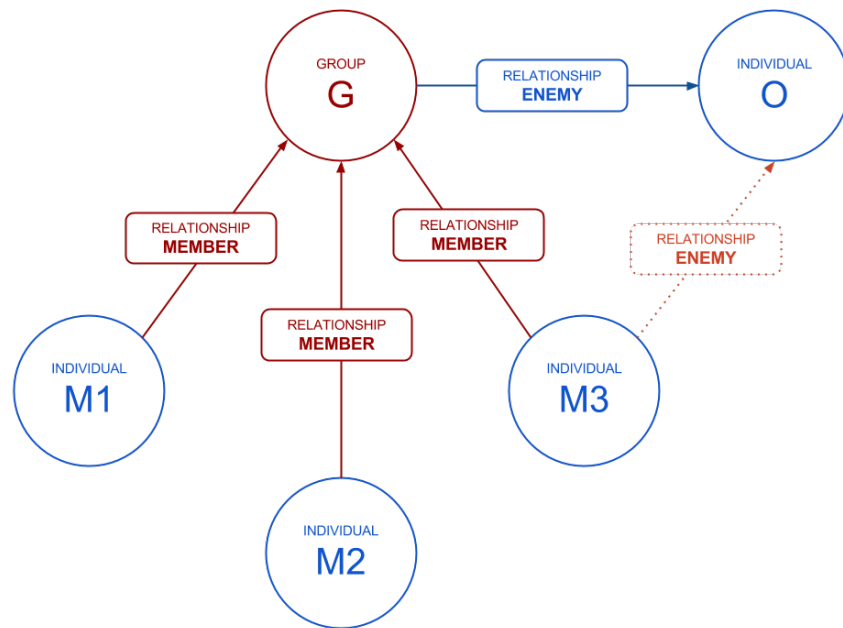 GROUP
G
RELATIONSHIP
ENEMY
INDIVIDUAL
O
RELATIONSHIP
MEMBER
RELATIONSHIP
MEMBER
RELATIONSHIP
ENEMY
RELATIONSHIP
MEMBER
INDIVIDUAL
M1
INDIVIDUAL
M3
INDIVIDUAL
M2